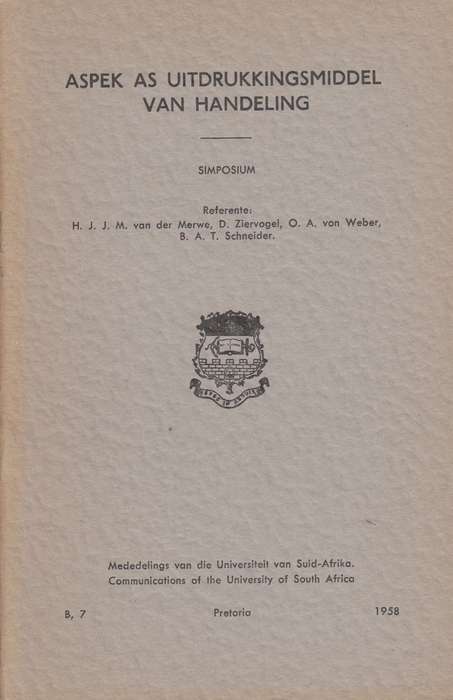 ASPEK AS UITDRUKKINGSMIDDEL
VAN HANDELING
SIMPOSIUM
Referente:
H. J. J. M. van der Merwe, D. Ziervogel, O. A. von Weber,
B. A. T. Schneider.
Mededelings van die Universiteit van Suid-Afrika.
Communications of the University of South Africa
B, 7 Pretoria 1958